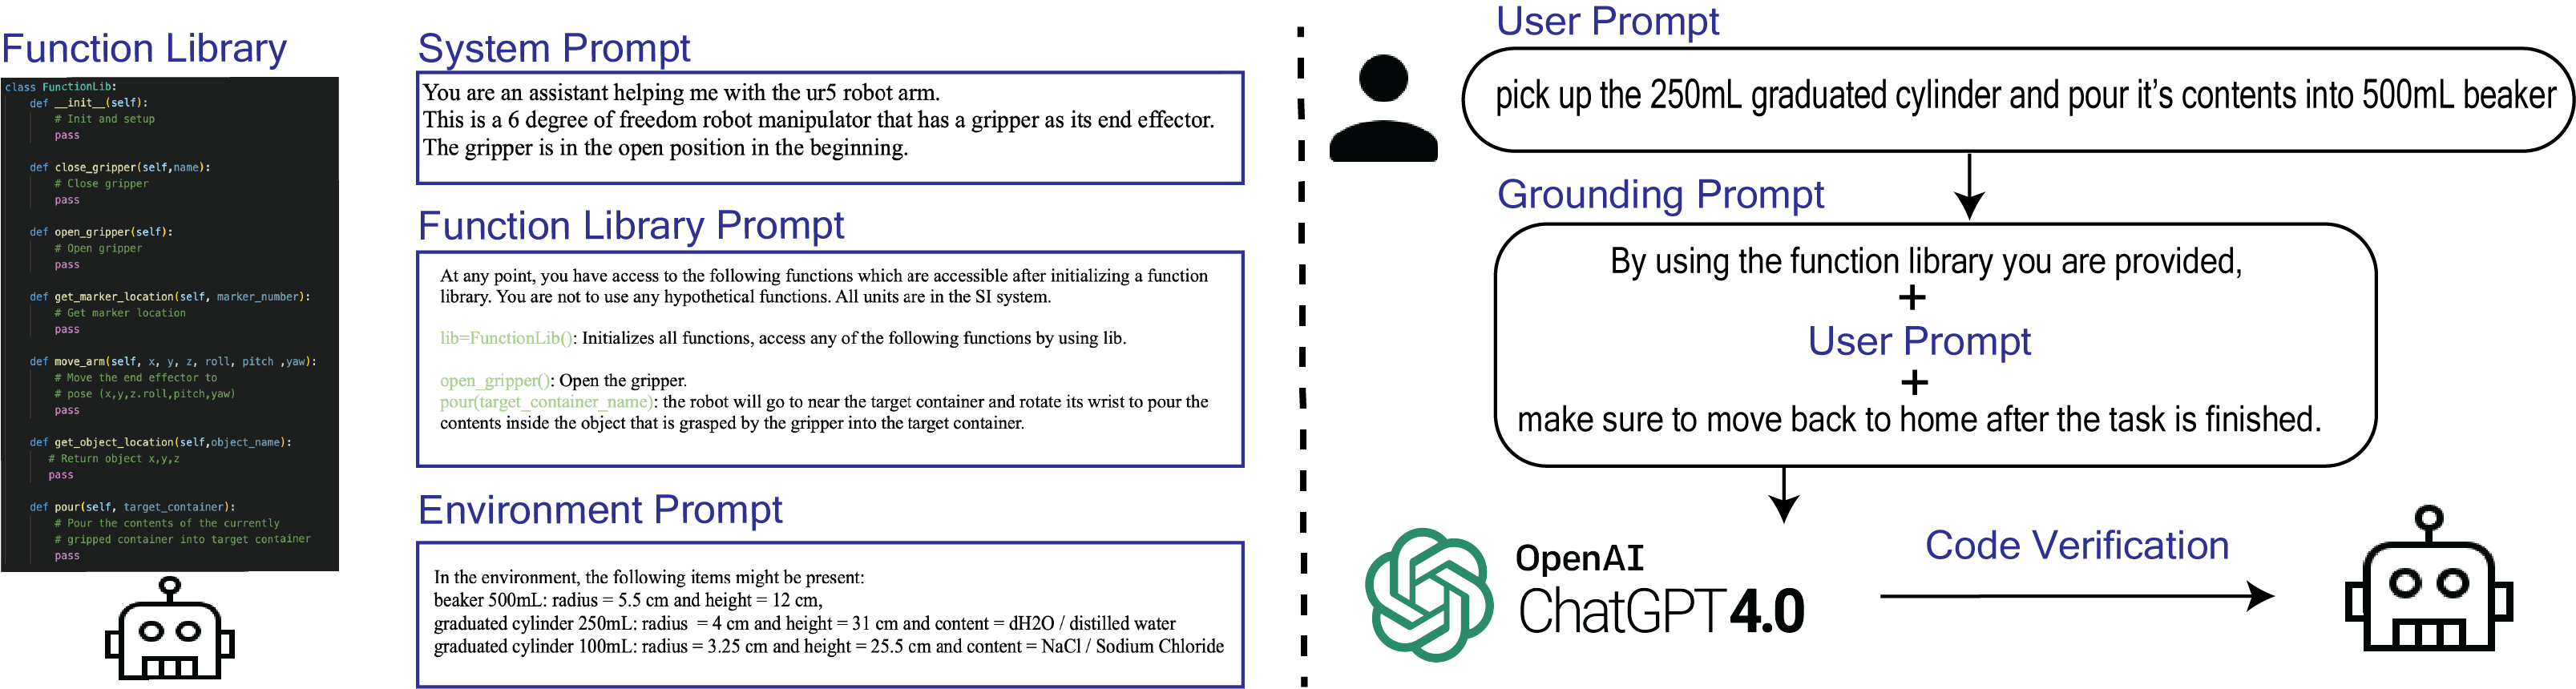 Function Library
class FunctionLib:
def __init__(self):
# Init and setup
pass
def close_gripper(self,name):
# Close gripper
pass
def open_gripper(self):
# Open gripper
pass
def get_marker_location(self, marker_number):
# Get marker location
pass
def move_arm(self, x, y, z, roll, pitch ,yaw):
# Move the end effector to
# pose (x,y,z.roll,pitch,yaw)
pass
def get_object_location(self,object_name):
# Return object x,y,z
pass
def pour(self, target_container):
# Pour the contents of the currently
# gripped container into target container
pass
System Prompt
You are an assistant helping me with the ur5 robot arm.
This is a 6 degree of freedom robot manipulator that has a gripper as its end effector.
The gripper is in the open position in the beginning.
Function Library Prompt
At any point, you have access to the following functions which are accessible after initializing a function
library. You are not to use any hypothetical functions. All units are in the SI system.
lib=FunctionLib(): Initializes all functions, access any of the following functions by using lib.
open_gripper(): Open the gripper.
pour(target_container_name): the robot will go to near the target container and rotate its wrist to pour the
contents inside the object that is grasped by the gripper into the target container.
Environment Prompt
In the environment, the following items might be present:
beaker 500mL: radius = 5.5 cm and height = 12 cm,
graduated cylinder 250mL: radius  = 4 cm and height = 31 cm and content = dH2O / distilled water
graduated cylinder 100mL: radius = 3.25 cm and height = 25.5 cm and content = NaCl / Sodium Chloride
User Prompt
pick up the 250mL graduated cylinder and pour it's contents into 500mL beaker
Grounding Prompt
By using the function library you are provided,
+
User Prompt
+
make sure to move back to home after the task is finished.
OpenAI
ChatGPT 4.0
Code Verification